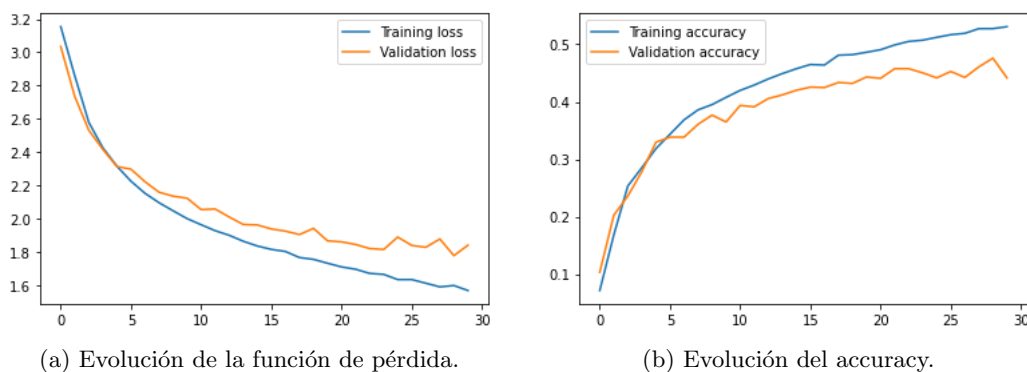 3.2
3.0
2.8
2.6
2.4
2.2
2.0
1.8
1.6
0 5 10 15 20 25 30
Training loss
Validation loss
(a) Evolución de la función de pérdida.
0.5
0.4
0.3
0.2
0.1
0 5 10 15 20 25 30
Training accuracy
Validation accuracy
(b) Evolución del accuracy.